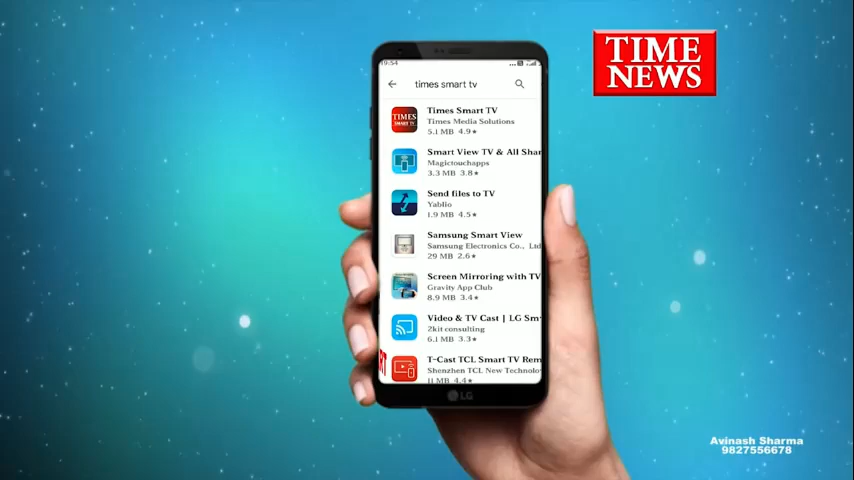 TIME
NEWS
19:54
times smart tv
Times Smart TV
Times Media Solutions
5.1 MB 4.9★
Smart View TV & All Shar
Magictouchapps
3.3 MB 3.8★
Send files to TV
Yablio
1.9 MB 4.5★
Samsung Smart View
Samsung Electronics Co., Ltd
29 MB 2.6★
Screen Mirroring with TV
Gravity App Club
8.9 MB 3.4★
Video & TV Cast | LG Sm
2kit consulting
6.1 MB 3.3★
T-Cast TCL Smart TV Rem
Shenzhen TCL New Technolo
11 MB 4.4★
TIMES
SMART TV
LG
Avinash Sharma
9827556678